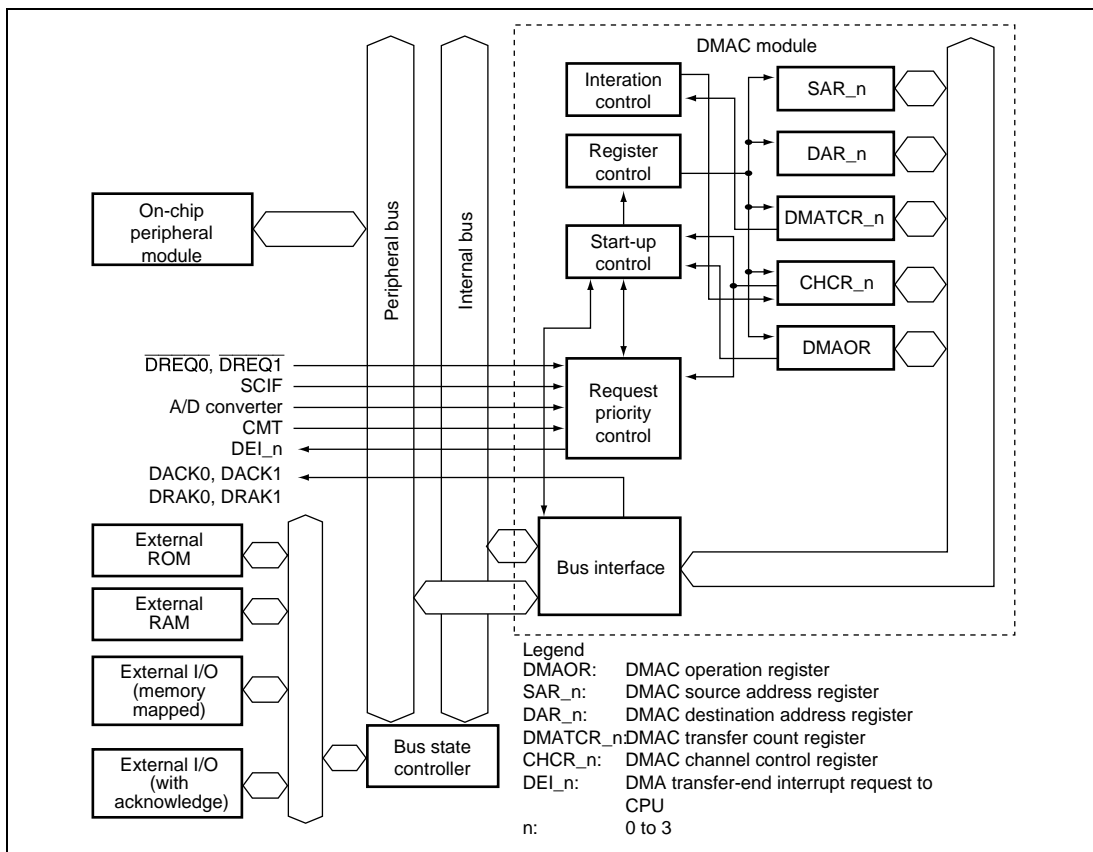 DMAC module
Interation
control
SAR_n
Register
control
DAR_n
On-chip
peripheral
module
DMATCR_n
Start-up
control
CHCR_n
DMAOR
Peripheral bus
Internal bus
DREQ0, DREQ1
SCIF
A/D converter
CMT
DEI_n
Request
priority
control
DACK0, DACK1
DRAK0, DRAK1
External
ROM
Bus interface
External
RAM
External I/O
(memory
mapped)
External I/O
(with
acknowledge)
Bus state
controller
Legend
DMAOR: DMAC operation register
SAR_n: DMAC source address register
DAR_n: DMAC destination address register
DMATCR_n:DMAC transfer count register
CHCR_n: DMAC channel control register
DEI_n: DMA transfer-end interrupt request to
CPU
n: 0 to 3